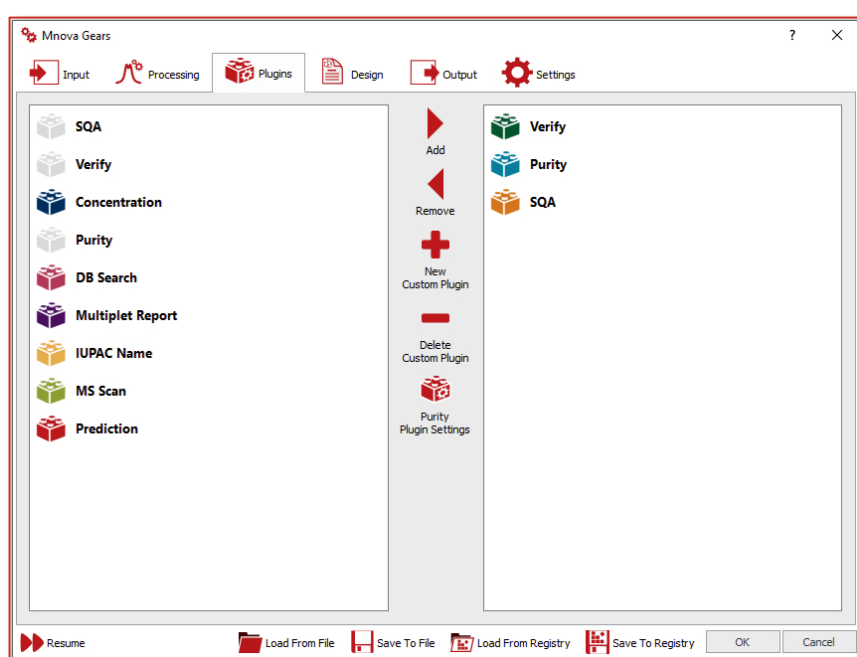 Mnova Gears
?
Input
Processing
Plugins
Design
Output
Settings
SQA
Verify
Concentration
Purity
DB Search
Multiplet Report
IUPAC Name
MS Scan
Prediction
Add
Remove
New
Custom Plugin
Delete
Custom Plugin
Purity
Plugin Settings
Verify
Purity
SQA
Resume
Load From File
Save To File
Load From Registry
Save To Registry
OK
Cancel